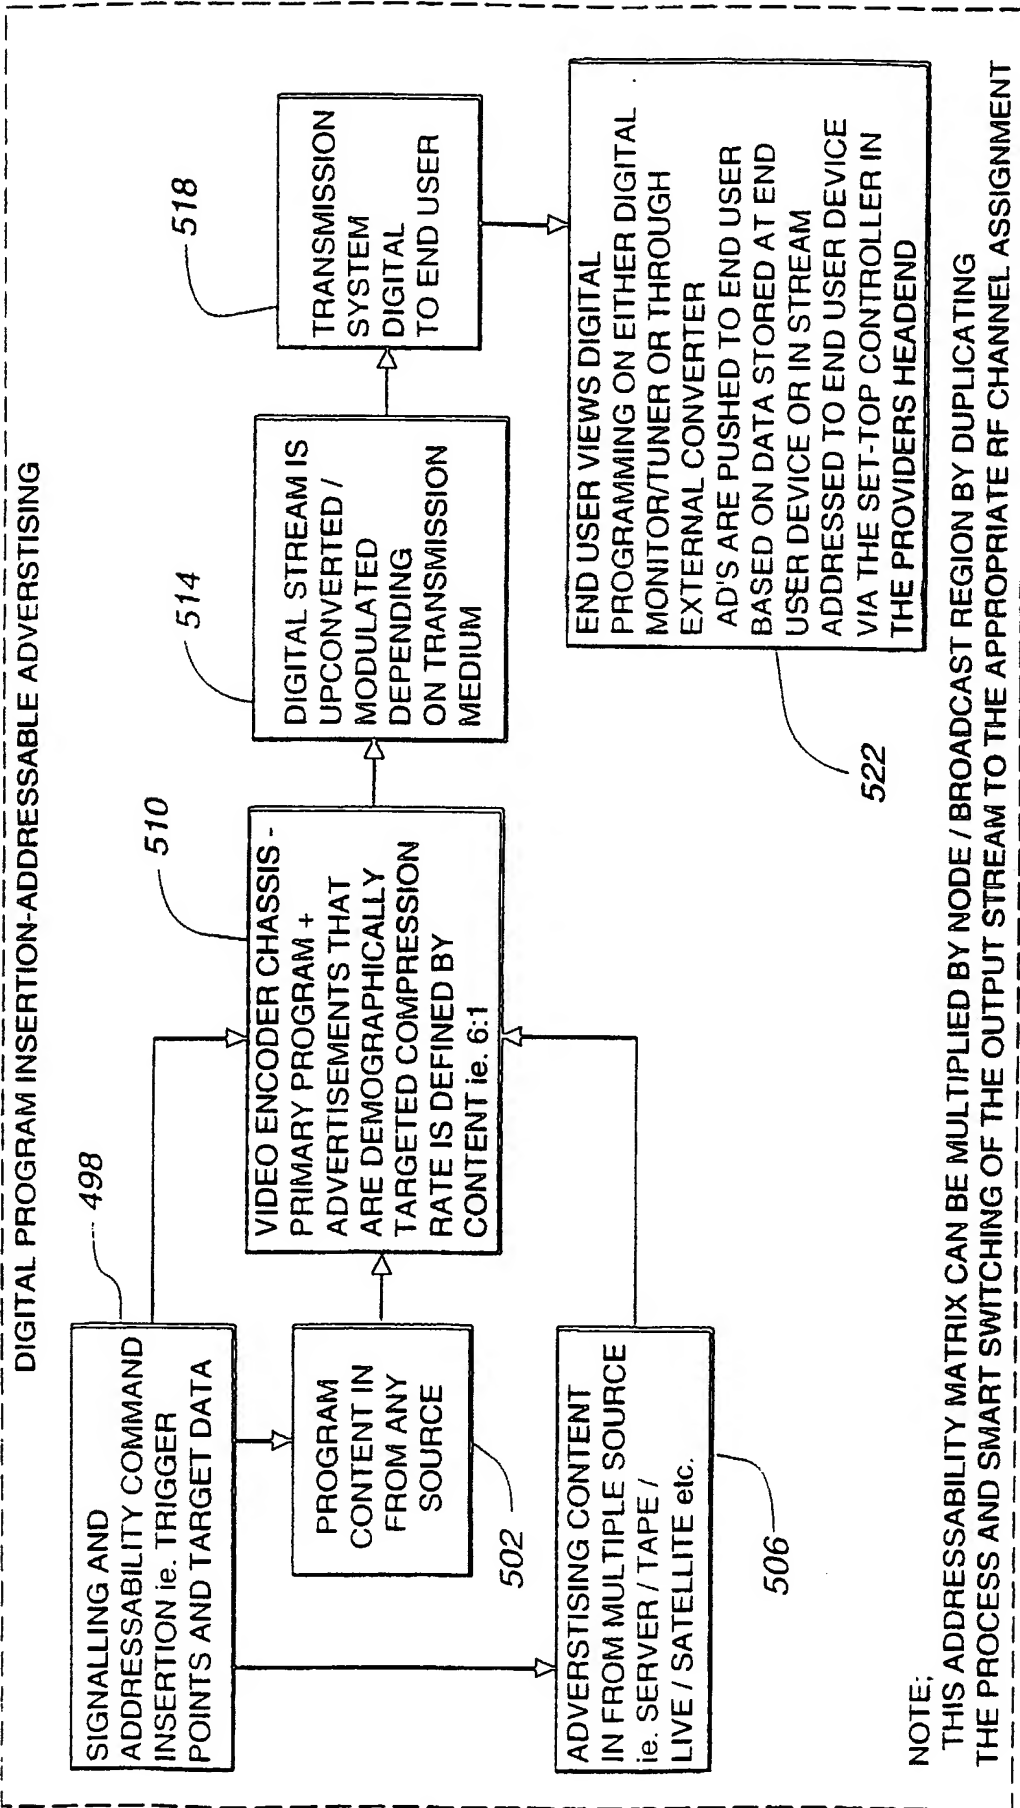 DIGITAL PROGRAM INSERTION-ADDRESSABLE ADVERSTISING
SIGNALLING AND
ADDRESSABILITY COMMAND
INSERTION ie. TRIGGER
POINTS AND TARGET DATA
498
PROGRAM
CONTENT IN
FROM ANY
SOURCE
502
ADVERSTISING CONTENT
IN FROM MULTIPLE SOURCE
ie. SERVER / TAPE /
LIVE / SATELLITE etc.
506
VIDEO ENCODER CHASSIS -
PRIMARY PROGRAM +
ADVERTISEMENTS THAT
ARE DEMOGRAPHICALLY
TARGETED COMPRESSION
RATE IS DEFINED BY
CONTENT ie. 6:1
510
DIGITAL STREAM IS
UPCONVERTED /
MODULATED
DEPENDING
ON TRANSMISSION
MEDIUM
514
TRANSMISSION
SYSTEM
DIGITAL
TO END USER
518
END USER VIEWS DIGITAL
PROGRAMMING ON EITHER DIGITAL
MONITOR/TUNER OR THROUGH
EXTERNAL CONVERTER
AD'S ARE PUSHED TO END USER
BASED ON DATA STORED AT END
USER DEVICE OR IN STREAM
ADDRESSED TO END USER DEVICE
VIA THE SET-TOP CONTROLLER IN
THE PROVIDERS HEADEND
522
NOTE;
THIS ADDRESSABILITY MATRIX CAN BE MULTIPLIED BY NODE / BROADCAST REGION BY DUPLICATING
THE PROCESS AND SMART SWITCHING OF THE OUTPUT STREAM TO THE APPROPRIATE RF CHANNEL ASSIGNMENT